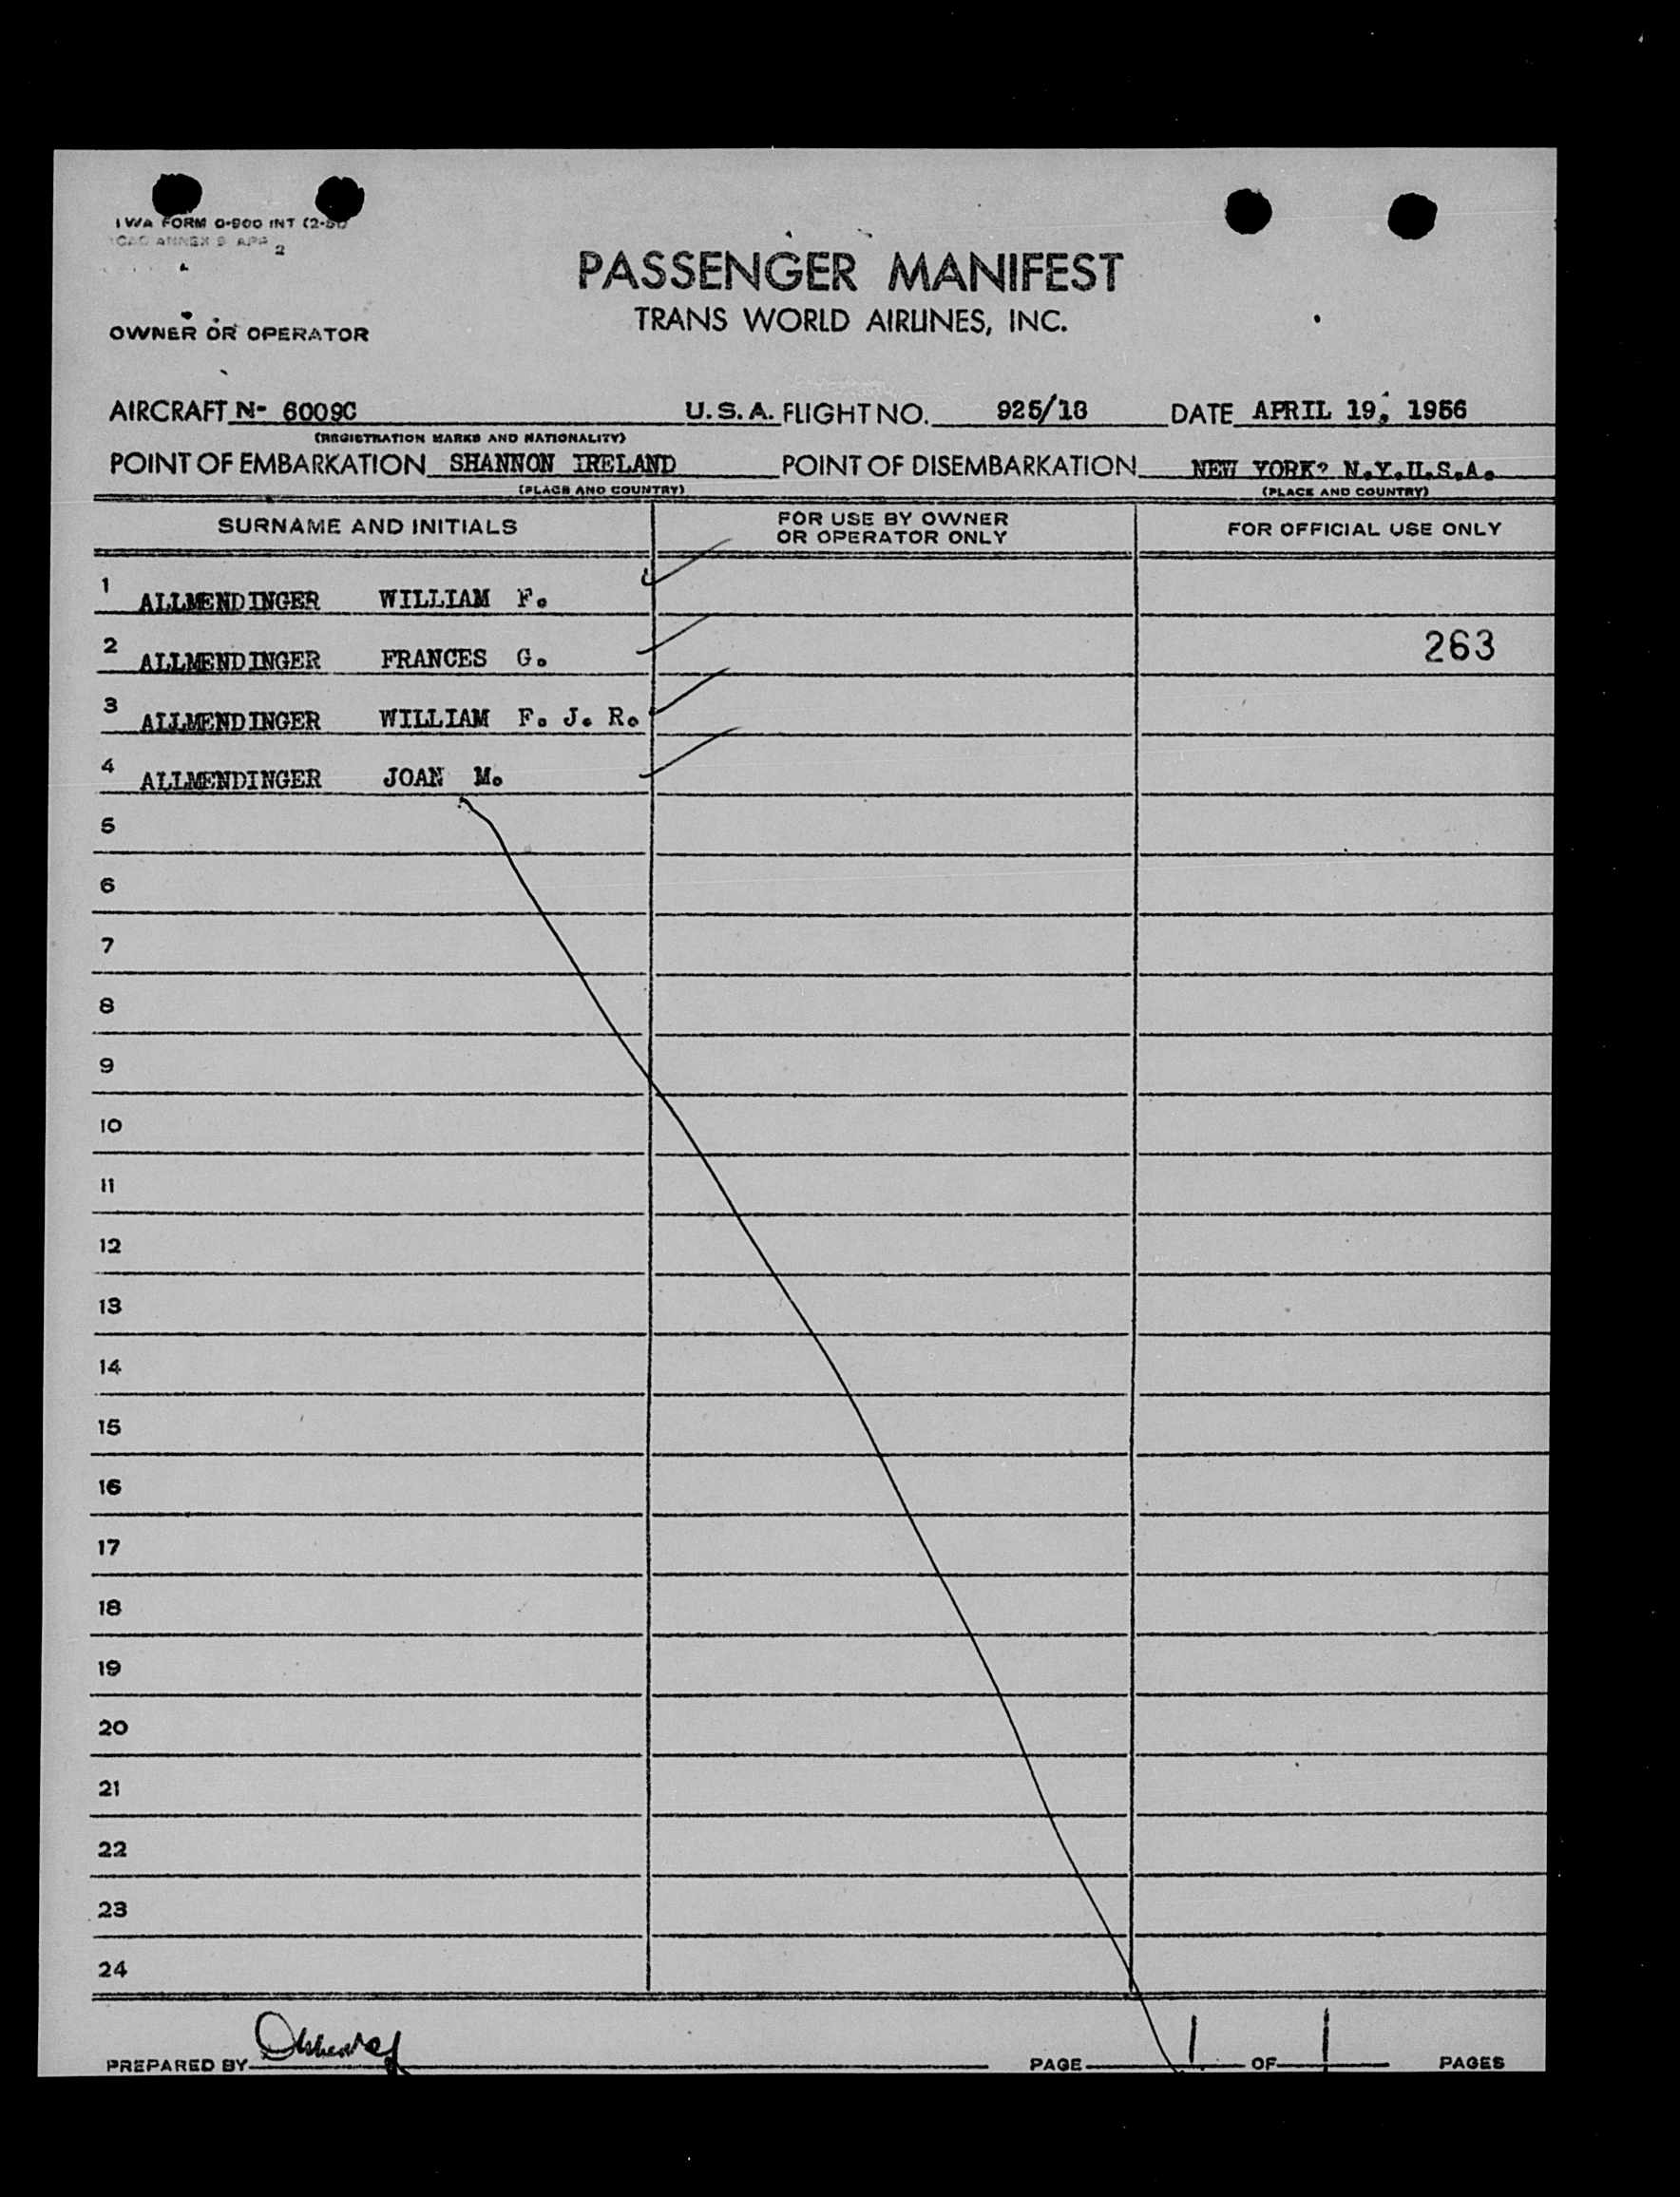 TWA FORM 0-900 INT
ICAO ANNEX 9 APP 2
PASSENGER MANIFEST
TRANS WORLD AIRLINES, INC.
OWNER OR OPERATOR
AIRCRAFT N- 6009C U.S.A. FLIGHT NO. 925/18 DATE APRIL 19, 1956
(REGISTRATION MARKS AND NATIONALITY)
POINT OF EMBARKATION SHANNON IRELAND POINT OF DISEMBARKATION NEW YORK? N.Y.U.S.A.
(PLACE AND COUNTRY) (PLACE AND COUNTRY)
SURNAME AND INITIALS FOR USE BY OWNER OR OPERATOR ONLY FOR OFFICIAL USE ONLY
1 ALLMENDINGER WILLIAM F.
2 ALLMENDINGER FRANCES G. 263
3 ALLMENDINGER WILLIAM F. J. R.
4 ALLMENDINGER JOAN M.
5
6
7
8
9
10
11
12
13
14
15
16
17
18
19
20
21
22
23
24
PREPARED BY PAGE 1 OF 1 PAGES